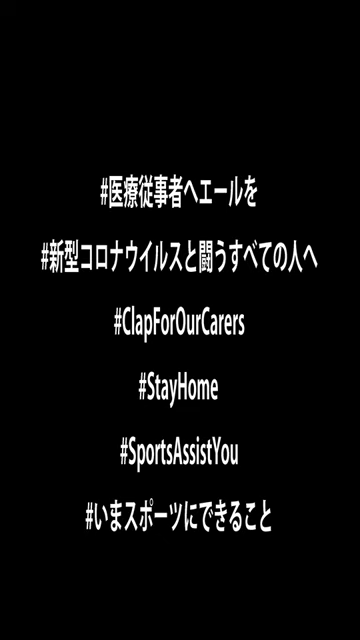 #医療従事者へエールを
#新型コロナウイルスと闘うすべての人へ
#ClapForOurCarers
#StayHome
#SportsAssistYou
#いまスポーツにできること